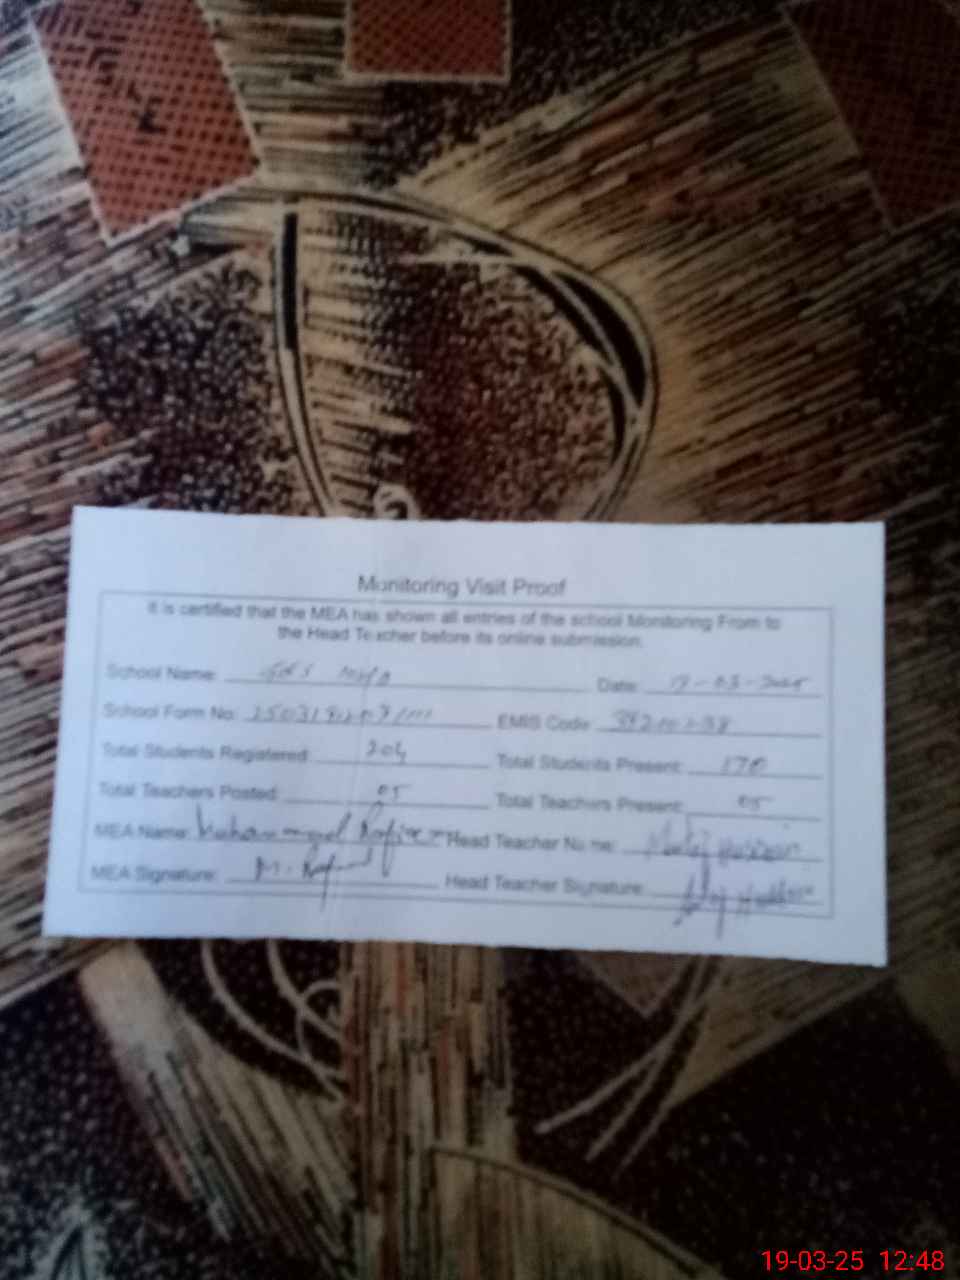 Monitoring Visit Proof
It is certified that the MEA has shown all entries of the school Monitoring From to
the Head Teacher before its online submission.
School Name: Date: 19-03-2025
School Form No: EMIS Code:
Total Students Registered: 204 Total Students Present: 170
Total Teachers Posted: 05 Total Teachers Present: 05
MEA Name: Muhammad Head Teacher Name: Hussain
MEA Signature: M. Head Teacher Signature:
19-03-25 12:48